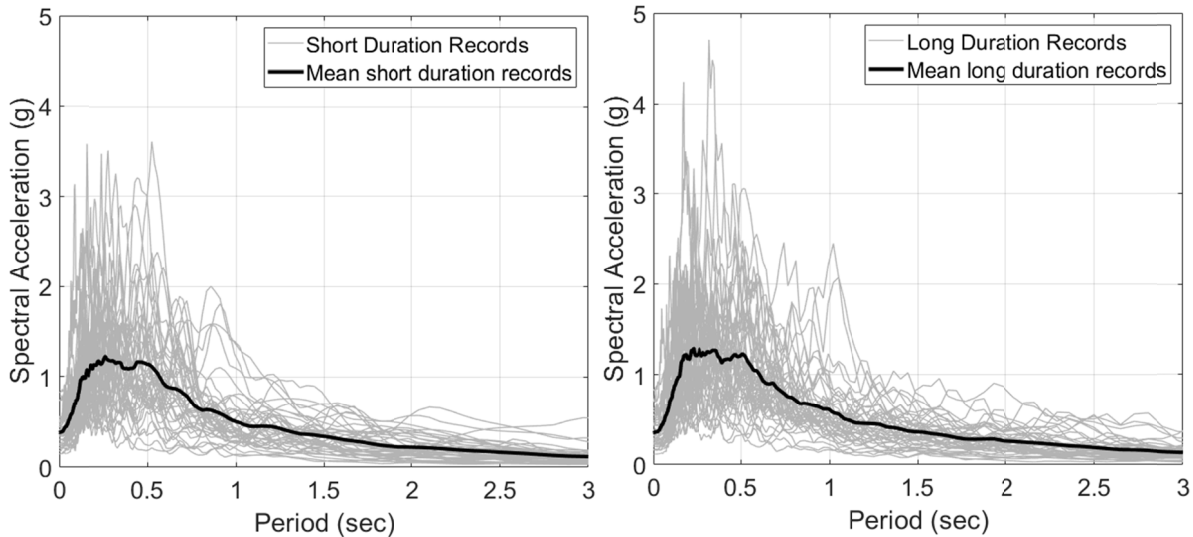 Short Duration Records
Mean short duration records
5
4
3
2
1
0
Spectral Acceleration (g)
0 0.5 1 1.5 2 2.5 3
Period (sec)
Long Duration Records
Mean long duration records
5
4
3
2
1
0
Spectral Acceleration (g)
0 0.5 1 1.5 2 2.5 3
Period (sec)